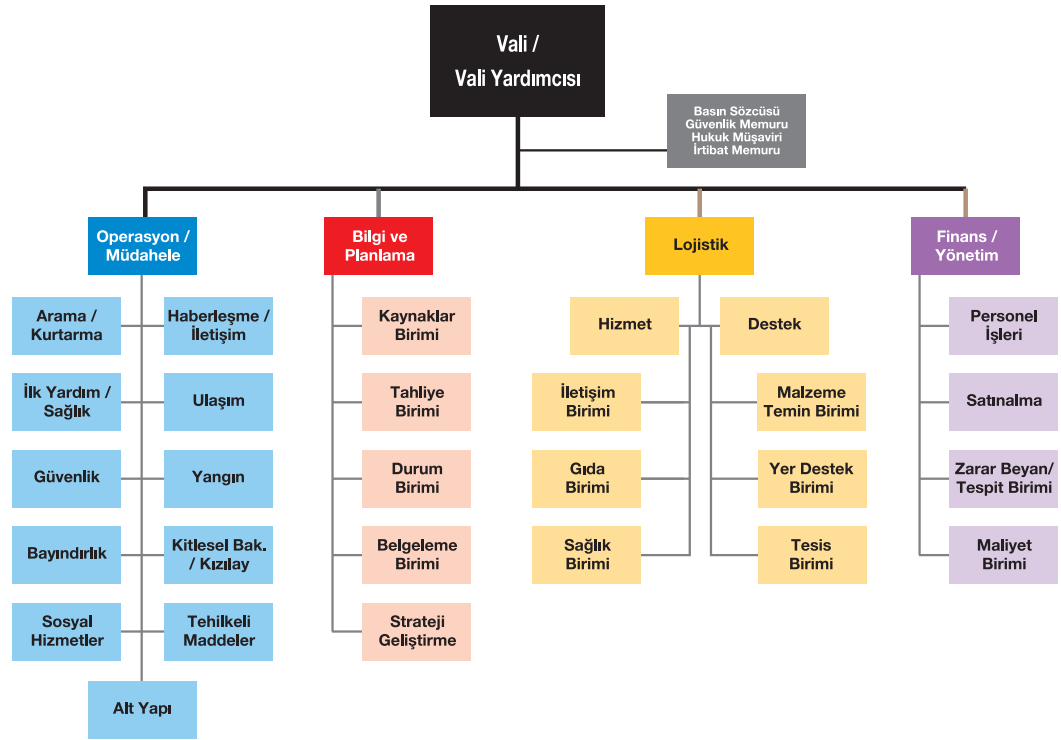 Vali /
Vali Yardımcısı
Basın Sözcüsü
Güvenlik Memuru
Hukuk Müşaviri
İrtibat Memuru
Operasyon /
Müdahele
Bilgi ve
Planlama
Lojistik
Finans /
Yönetim
Arama /
Kurtarma
Haberleşme /
İletişim
İlk Yardım /
Sağlık
Ulaşım
Güvenlik
Yangın
Bayındırlık
Kitlesel Bak.
/ Kızılay
Sosyal
Hizmetler
Tehilkeli
Maddeler
Alt Yapı
Kaynaklar
Birimi
Tahliye
Birimi
Durum
Birimi
Belgeleme
Birimi
Strateji
Geliştirme
Hizmet
Destek
İletişim
Birimi
Malzeme
Temin Birimi
Gıda
Birimi
Yer Destek
Birimi
Sağlık
Birimi
Tesis
Birimi
Personel
İşleri
Satınalma
Zarar Beyan/
Tespit Birimi
Maliyet
Birimi